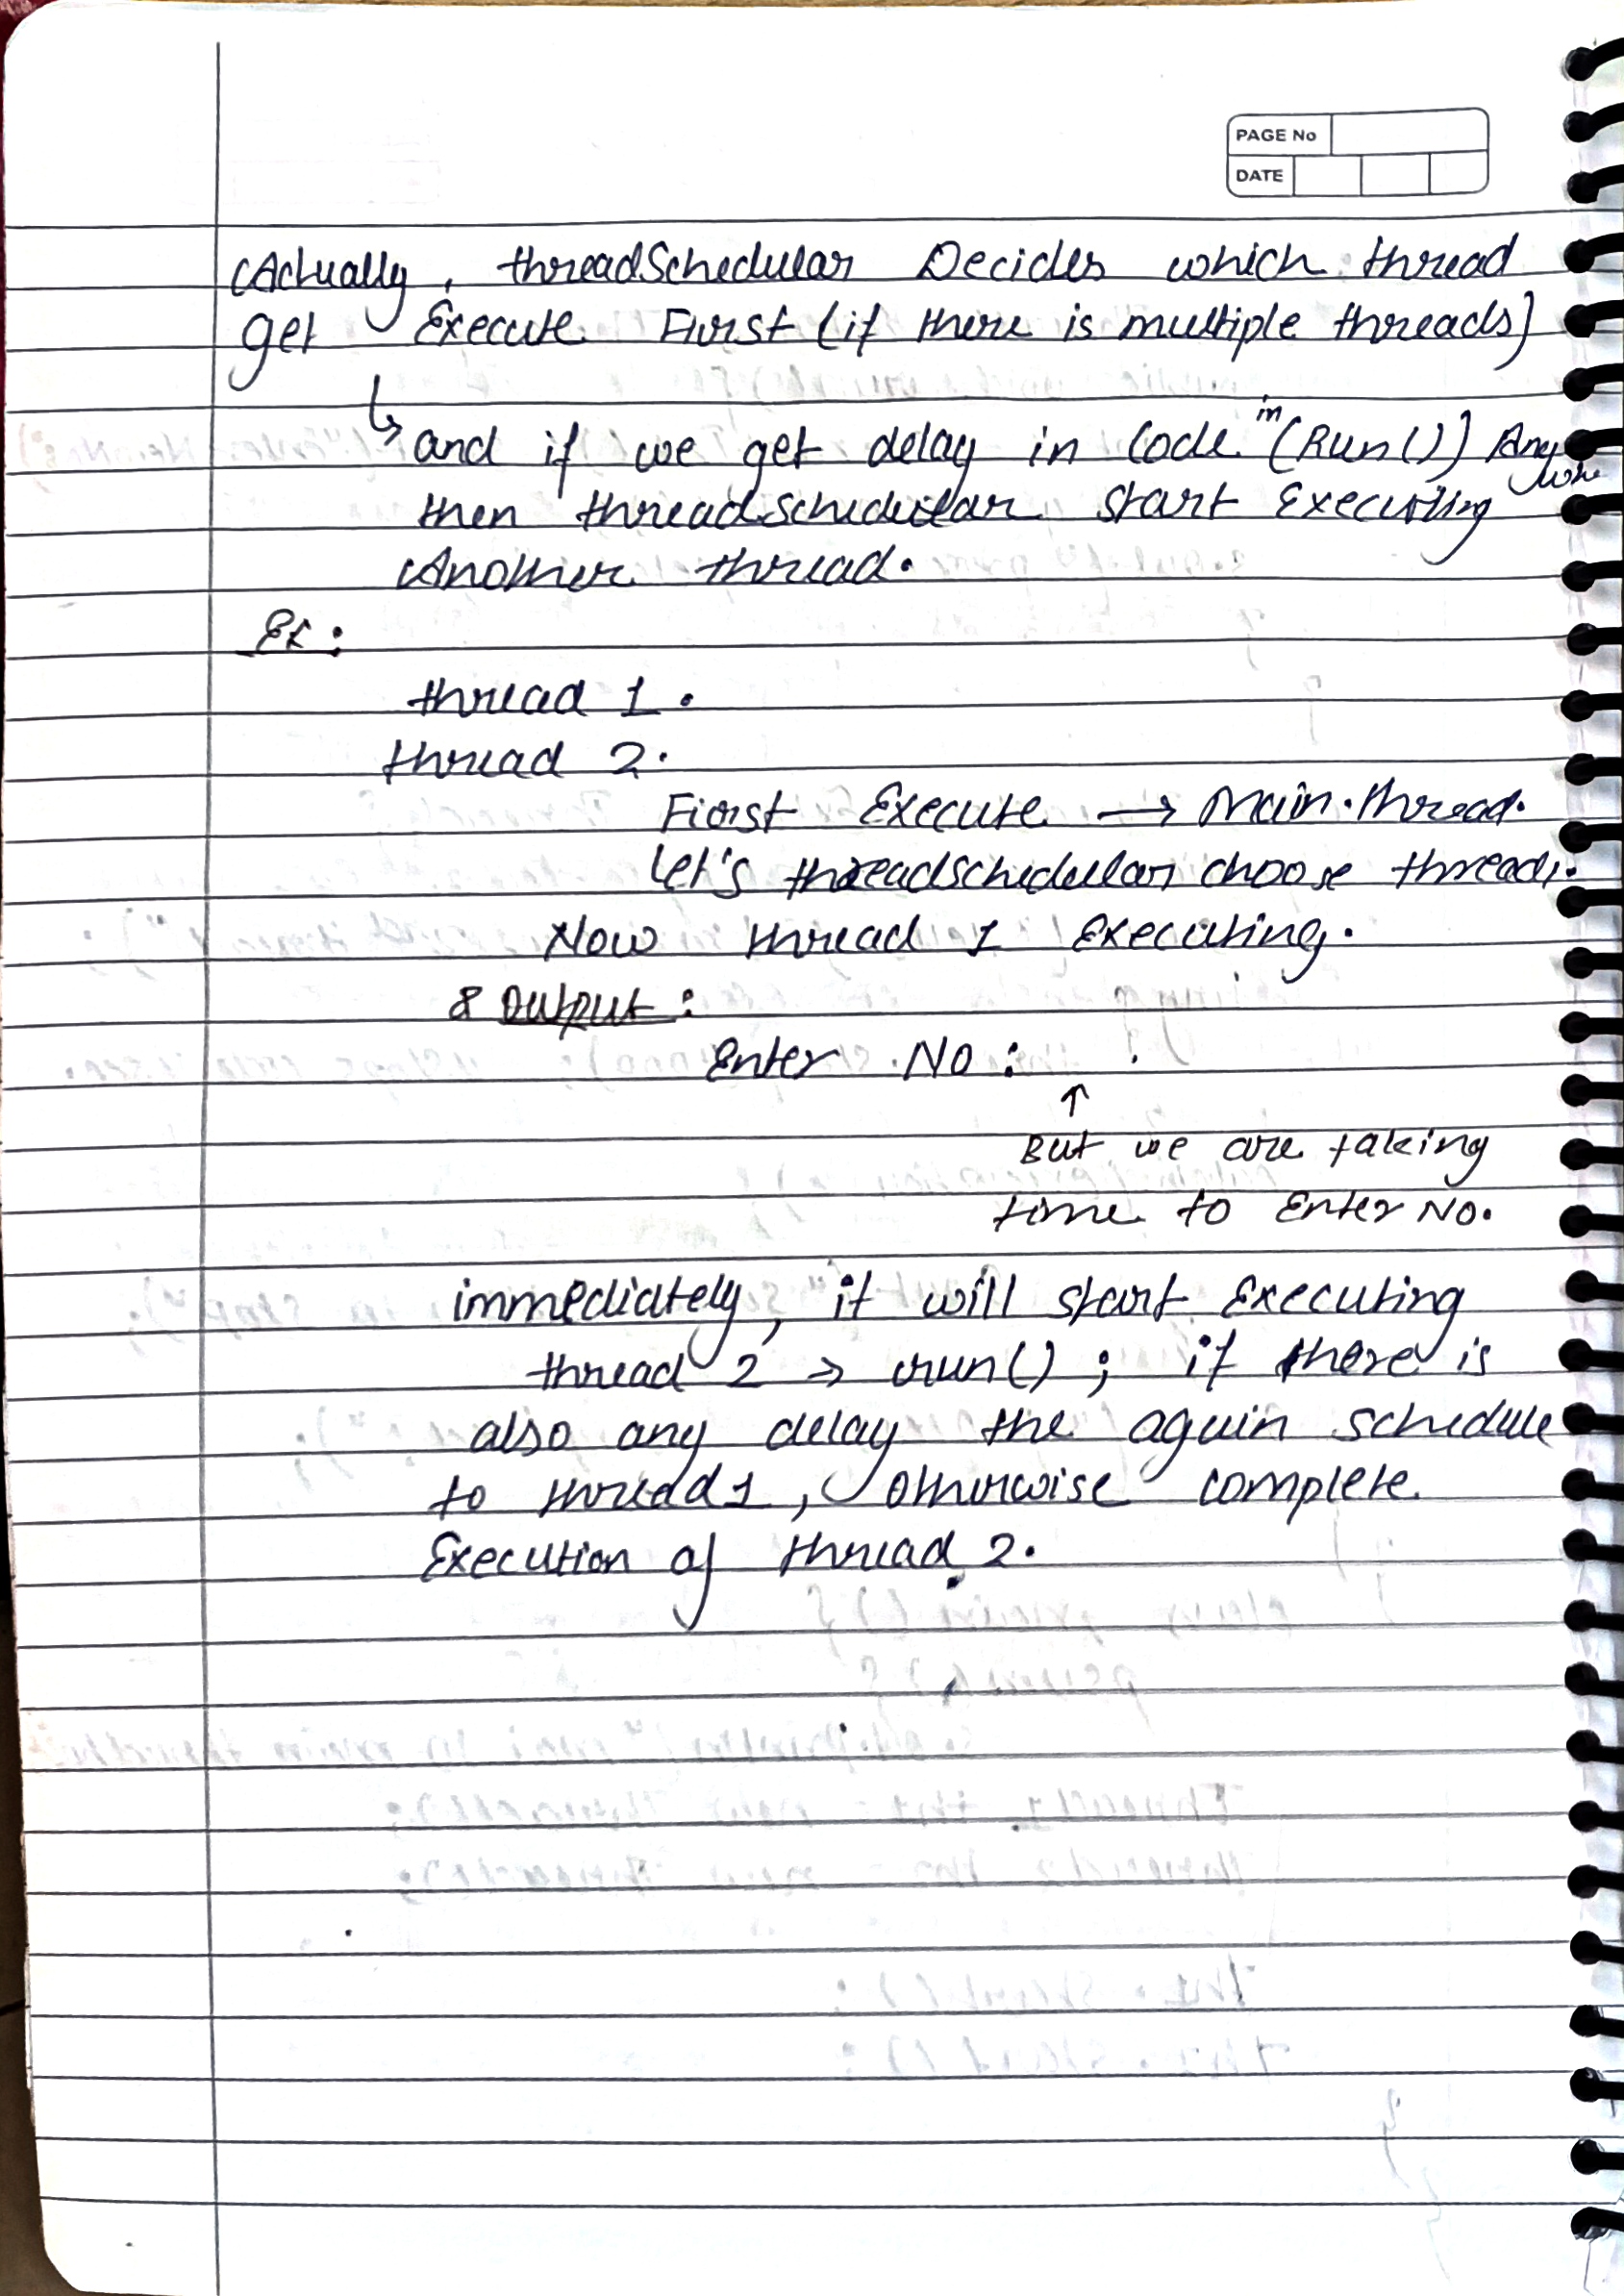 PAGE No
DATE
Actually, threadSchedular Decides which thread
get Execute First (if there is multiple threads)
↳ and if we get delay in Code in (Run()) Any
whe
then threadschedular start Executing
Another thread.
Ex:
thread 1.
thread 2.
First Execute → Main.thread.
Let's threadschedular choose thread1.
Now thread 1 Executing.
& Output:
Enter No:
↑
But we are taking
time to Enter No.
immediately, it will start Executing
thread 2 → run(); if there is
also any delay the again schedule
to thread1, otherwise complete
Execution of thread 2.